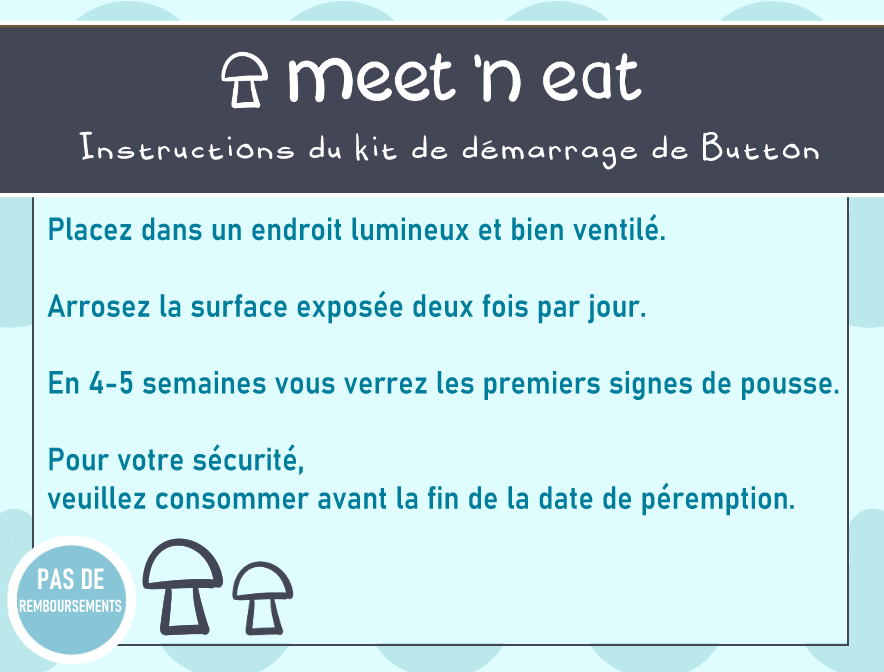 meet 'n eat
Instructions du kit de démarrage de Button
Placez dans un endroit lumineux et bien ventilé.
Arrosez la surface exposée deux fois par jour.
En 4-5 semaines vous verrez les premiers signes de pousse.
Pour votre sécurité,
veuillez consommer avant la fin de la date de péremption.
PAS DE
REMBOURSEMENTS